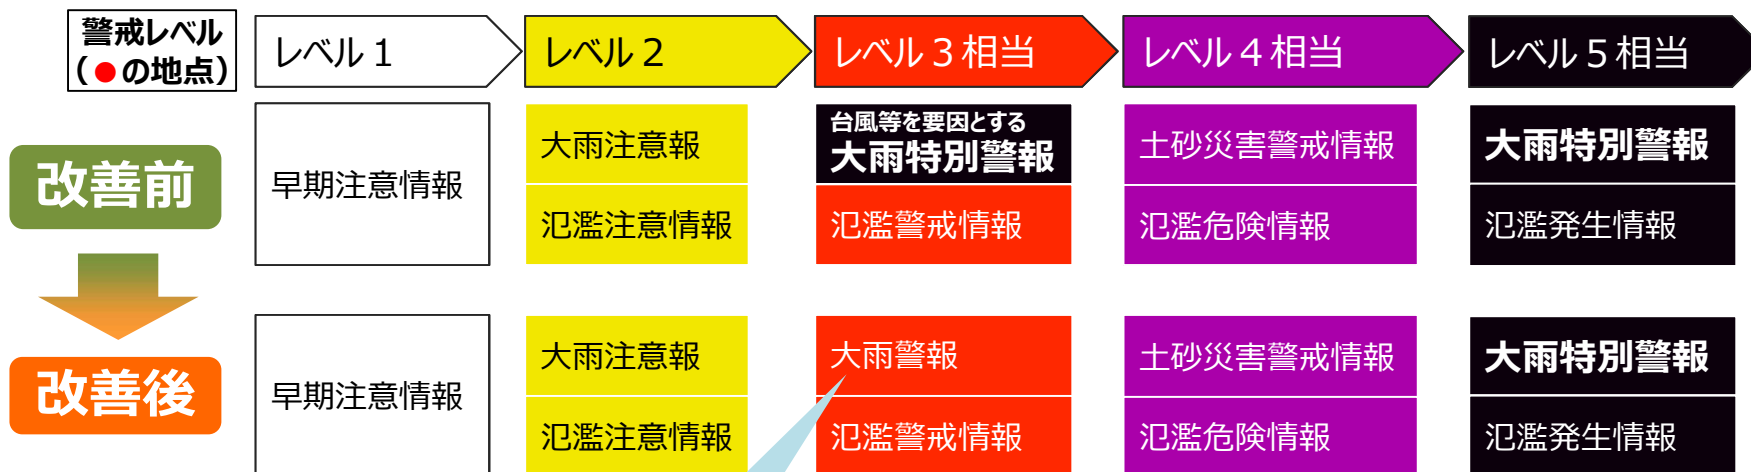 警戒レベル
(●の地点)
レベル1
レベル2
レベル3相当
レベル4相当
レベル5相当
改善前
早期注意情報
大雨注意報
氾濫注意情報
台風等を要因とする
大雨特別警報
氾濫警戒情報
土砂災害警戒情報
氾濫危険情報
大雨特別警報
氾濫発生情報
改善後
早期注意情報
大雨注意報
氾濫注意情報
大雨警報
氾濫警戒情報
土砂災害警戒情報
氾濫危険情報
大雨特別警報
氾濫発生情報